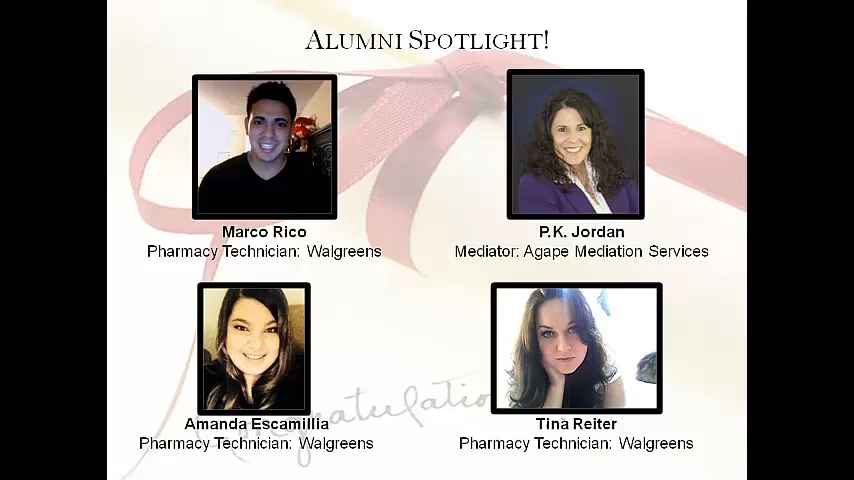 ALUMNI SPOTLIGHT!
Marco Rico
Pharmacy Technician: Walgreens
P.K. Jordan
Mediator: Agape Mediation Services
Amanda Escamillia
Pharmacy Technician: Walgreens
Tina Reiter
Pharmacy Technician: Walgreens